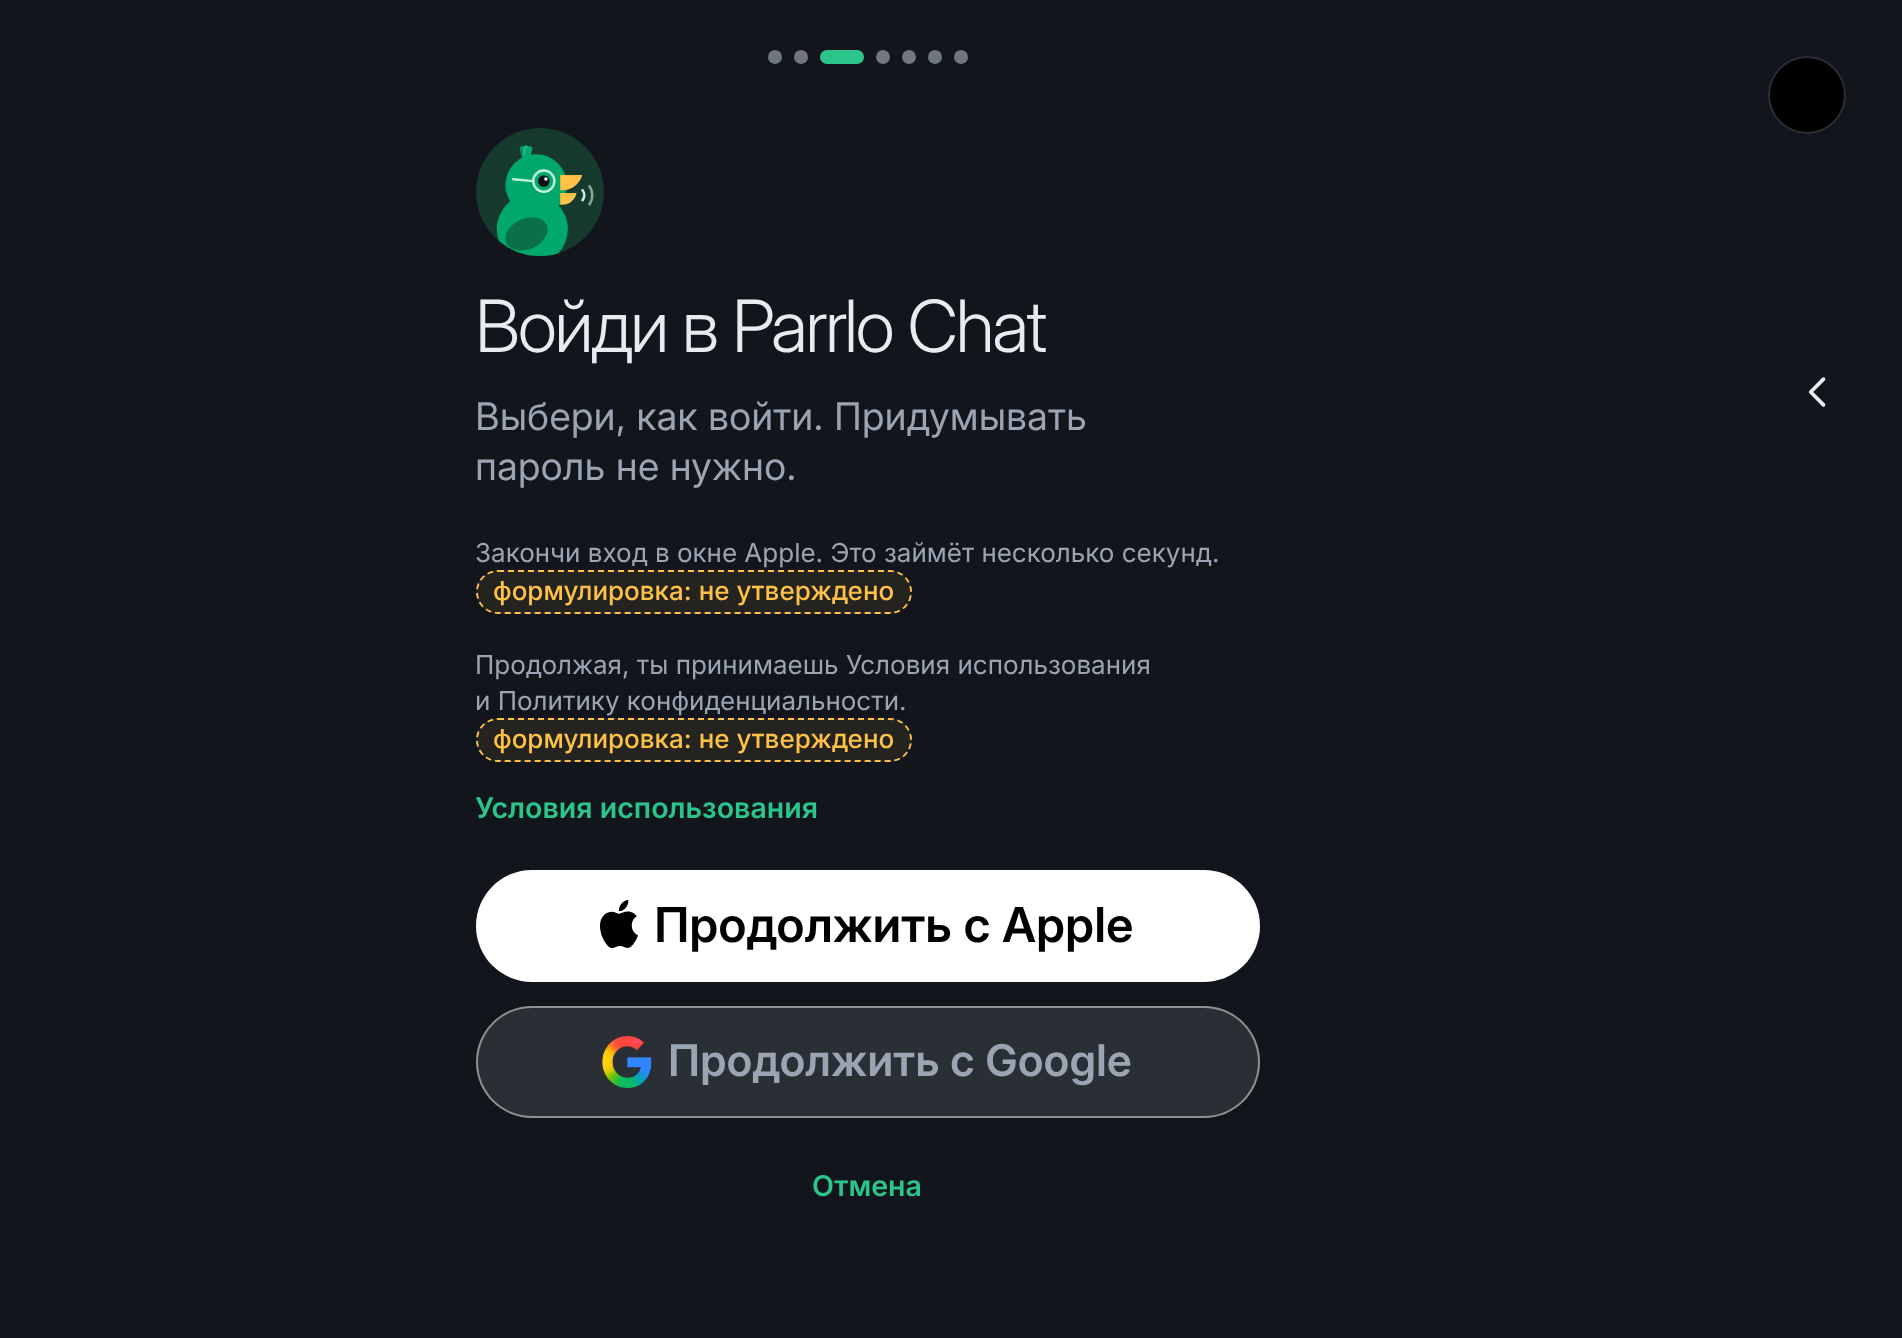 Войди в Parrlo Chat
Выбери, как войти. Придумывать
пароль не нужно.
Закончи вход в окне Apple. Это займёт несколько секунд.
формулировка: не утверждено
Продолжая, ты принимаешь Условия использования
и Политику конфиденциальности.
формулировка: не утверждено
Условия использования
Продолжить с Apple
Продолжить с Google
Отмена